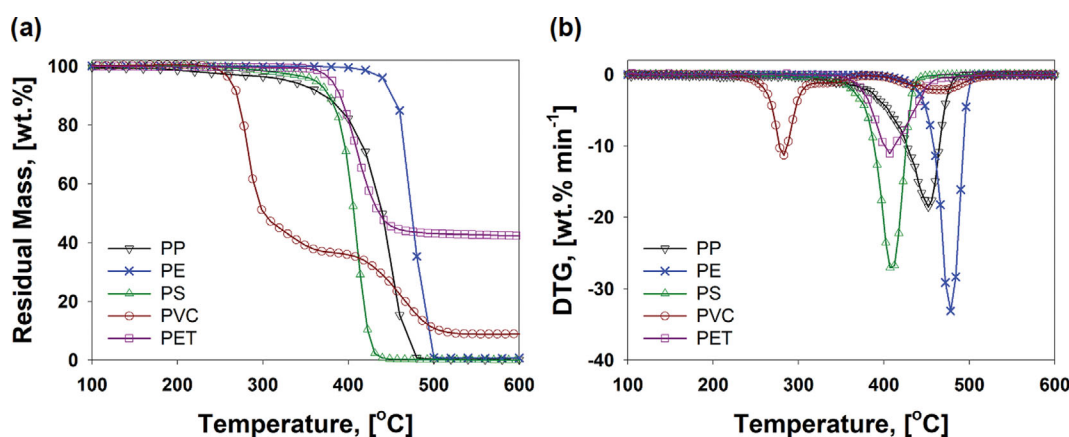 (a)
Residual Mass, [wt.%]
100
80
60
40
20
0
PP
PE
PS
PVC
PET
100 200 300 400 500 600
Temperature, [°C]
(b)
DTG, [wt.% min⁻¹]
0
-10
-20
-30
-40
PP
PE
PS
PVC
PET
100 200 300 400 500 600
Temperature, [°C]